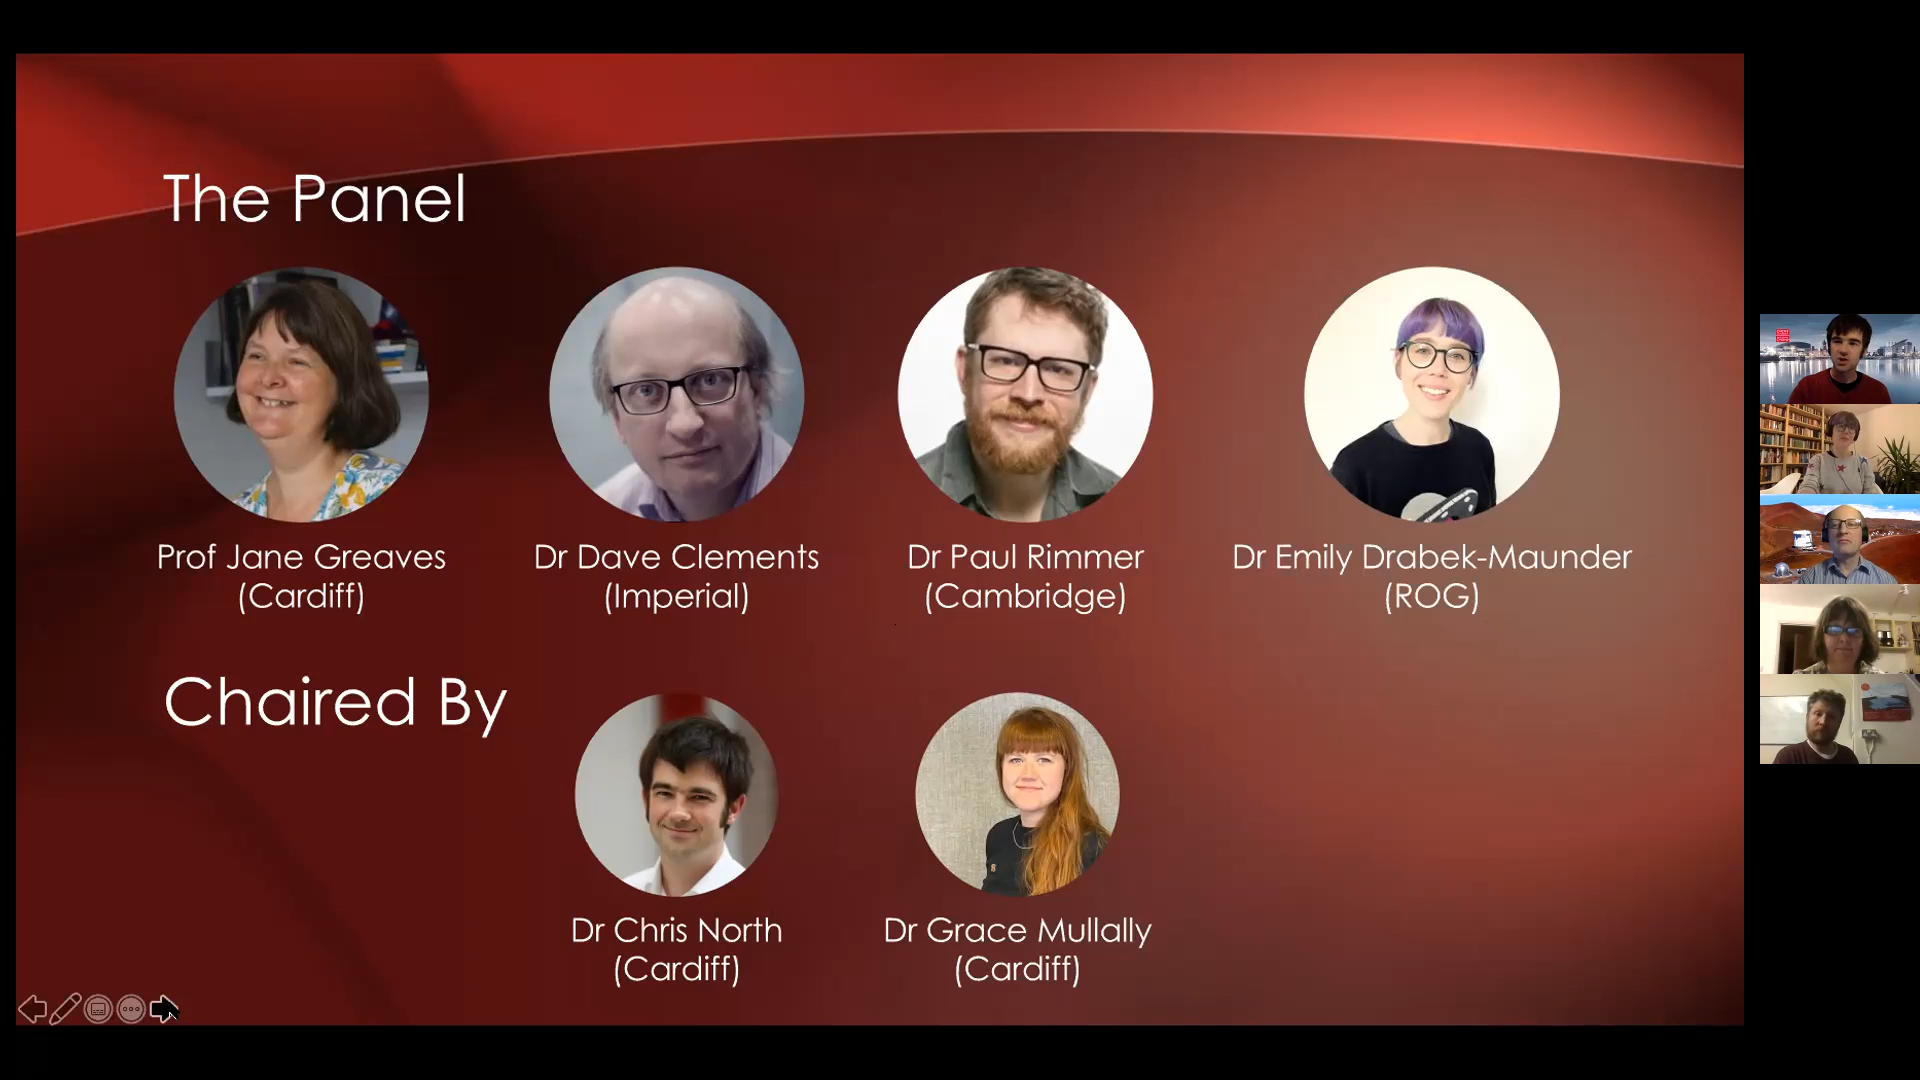 The Panel
Prof Jane Greaves
(Cardiff)
Dr Dave Clements
(Imperial)
Dr Paul Rimmer
(Cambridge)
Dr Emily Drabek-Maunder
(ROG)
Chaired By
Dr Chris North
(Cardiff)
Dr Grace Mullally
(Cardiff)